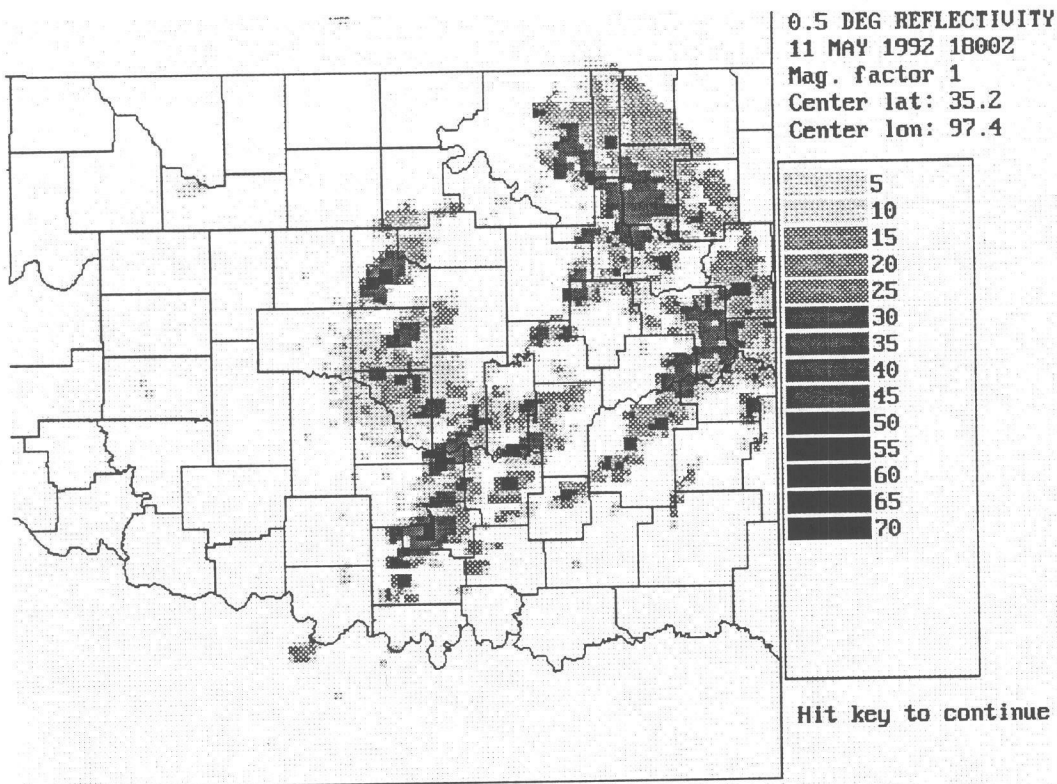 0.5 DEG REFLECTIVITY
11 MAY 1992 1800Z
Mag. factor 1
Center lat: 35.2
Center lon: 97.4
5
10
15
20
25
30
35
40
45
50
55
60
65
70
Hit key to continue